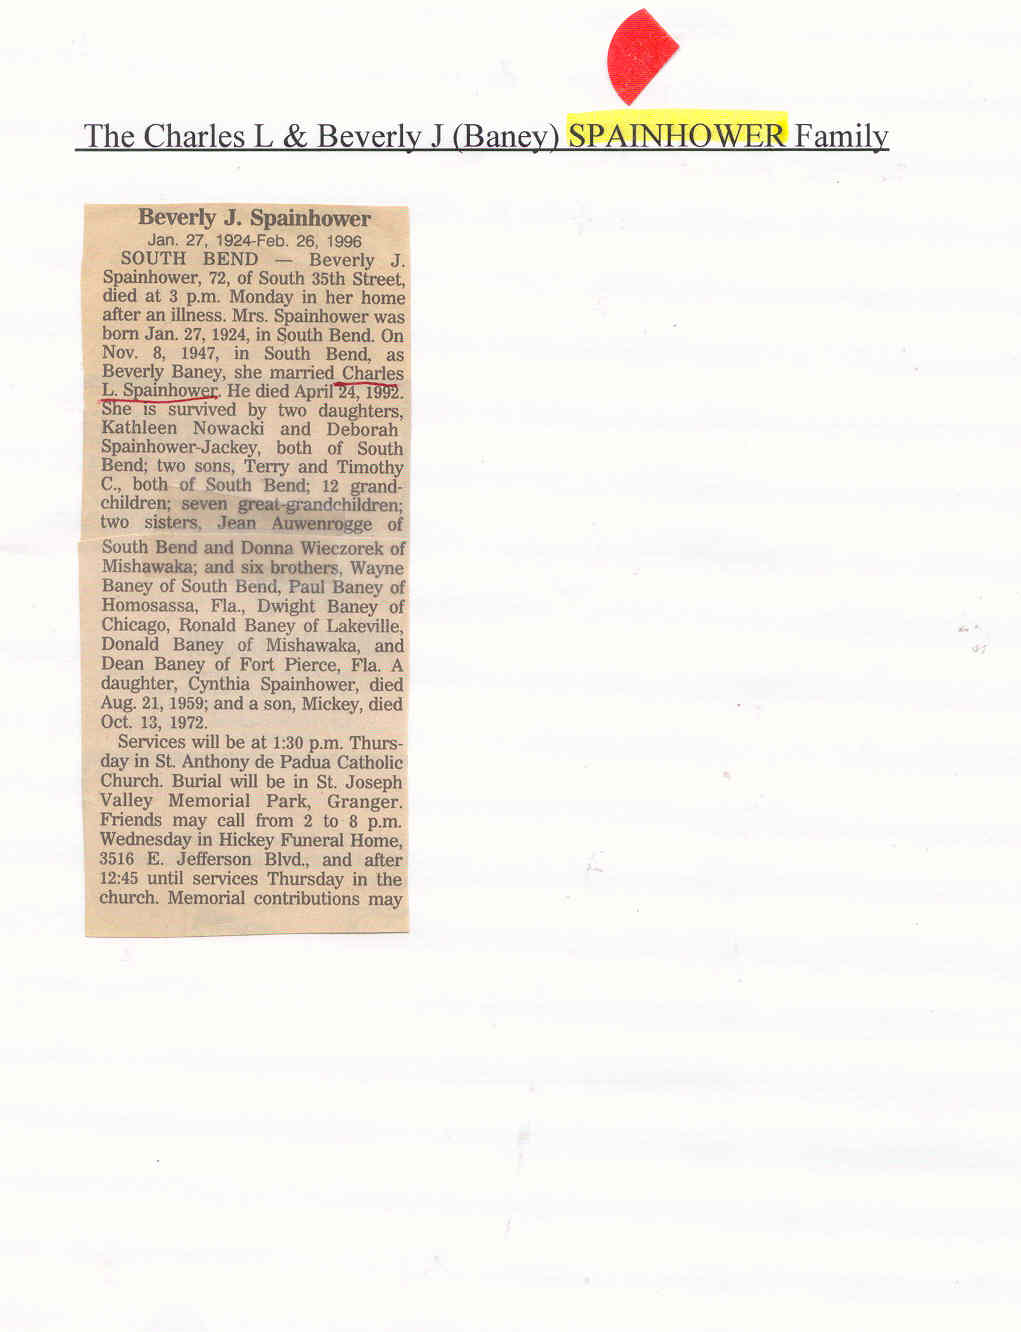 The Charles L & Beverly J (Baney) SPAINHOWER Family
Beverly J. Spainhower
Jan. 27, 1924-Feb. 26, 1996
SOUTH BEND — Beverly J.
Spainhower, 72, of South 35th Street,
died at 3 p.m. Monday in her home
after an illness. Mrs. Spainhower was
born Jan. 27, 1924, in South Bend. On
Nov. 8, 1947, in South Bend, as
Beverly Baney, she married Charles
L. Spainhower. He died April 24, 1992.
She is survived by two daughters,
Kathleen Nowacki and Deborah
Spainhower-Jackey, both of South
Bend; two sons, Terry and Timothy
C., both of South Bend; 12 grand-
children; seven great-grandchildren;
two sisters, Jean Auwenrogge of
South Bend and Donna Wieczorek of
Mishawaka; and six brothers, Wayne
Baney of South Bend, Paul Baney of
Homosassa, Fla., Dwight Baney of
Chicago, Ronald Baney of Lakeville,
Donald Baney of Mishawaka, and
Dean Baney of Fort Pierce, Fla. A
daughter, Cynthia Spainhower, died
Aug. 21, 1959; and a son, Mickey, died
Oct. 13, 1972.
Services will be at 1:30 p.m. Thurs-
day in St. Anthony de Padua Catholic
Church. Burial will be in St. Joseph
Valley Memorial Park, Granger.
Friends may call from 2 to 8 p.m.
Wednesday in Hickey Funeral Home,
3516 E. Jefferson Blvd., and after
12:45 until services Thursday in the
church. Memorial contributions may